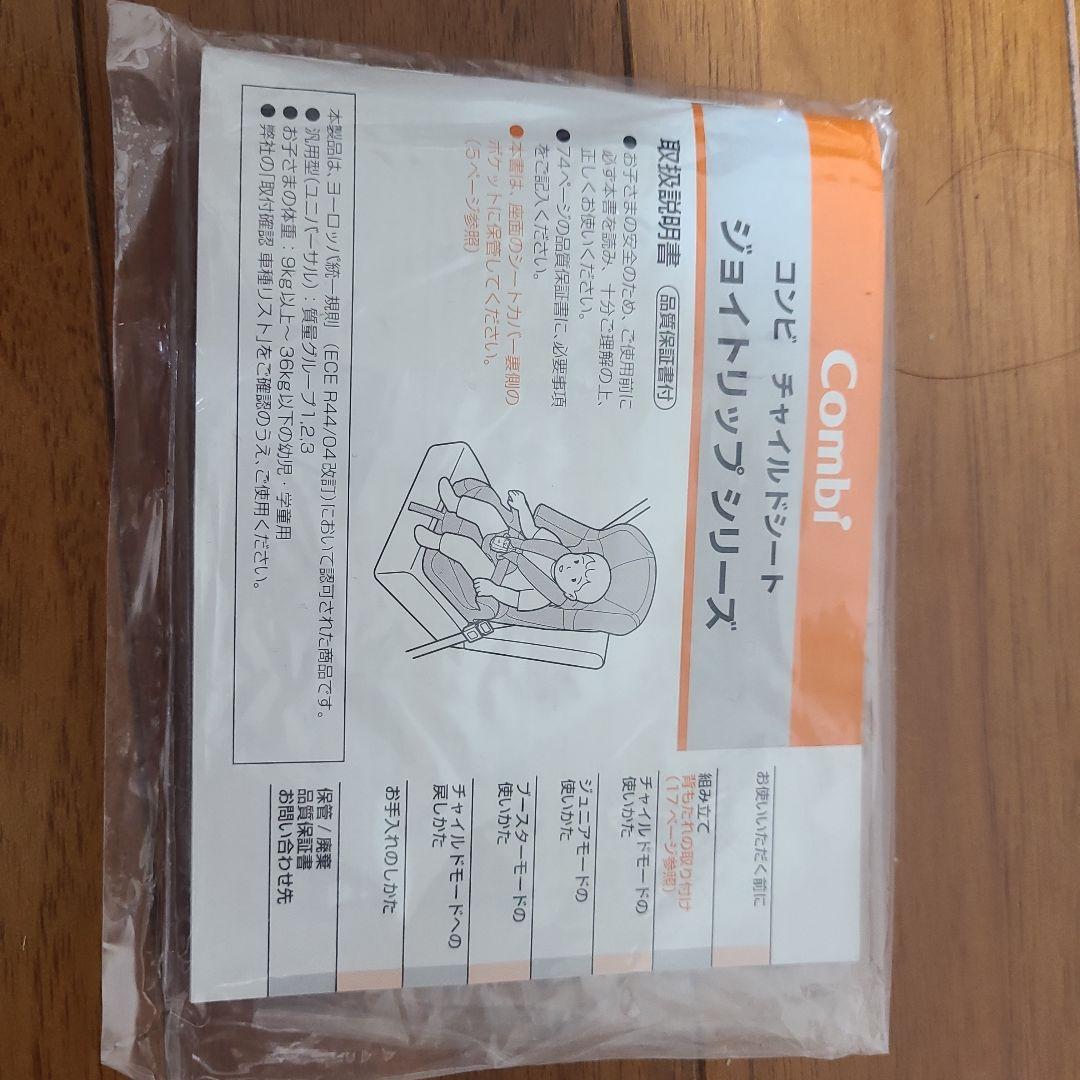 Combi
コンビ チャイルドシート
ジョイトリップ シリーズ
取扱説明書 品質保証書付
●お子さまの安全のため、ご使用前に
必ず本書を読み、十分ご理解の上、
正しくお使いください。
●74ページの品質保証書に、必要事項
をご記入ください。
●本書は、座面のシートカバー裏側の
ポケットに保管してください。
(5ページ参照)
本製品は、ヨーロッパ統一規則 (ECE R44/04改訂)において認可された商品です。
●汎用型(ユニバーサル):質量グループ1,2,3
●お子さまの体重:9kg以上~36kg以下の幼児・学童用
●弊社の「取付確認 車種リスト」をご確認のうえ、ご使用ください。
お使いいただく前に
組み立て
背もたれの取り付け
(17ページ参照)
チャイルドモードの
使いかた
ジュニアモードの
使いかた
ブースターモードの
使いかた
チャイルドモードへの
戻しかた
お手入れのしかた
保管/廃棄
品質保証書
お問い合わせ先